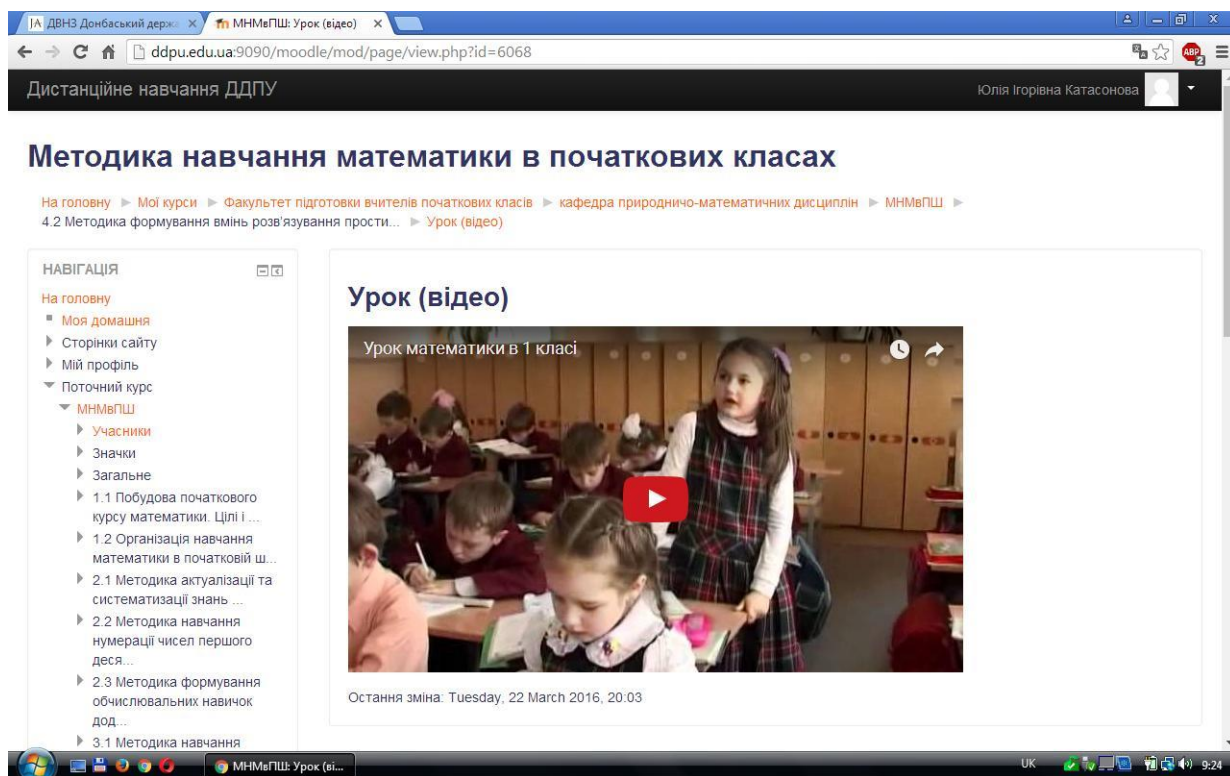 ДВНЗ Донбаський держа
МНМвПШ: Урок (відео)
ddpu.edu.ua:9090/moodle/mod/page/view.php?id=6068
ABP
2
Дистанційне навчання ДДПУ
Юлія Ігорівна Катасонова
Методика навчання математики в початкових класах
На головну ► Мої курси ► Факультет підготовки вчителів початкових класів ► кафедра природничо-математичних дисциплін ► МНМвПШ ►
4.2 Методика формування вмінь розв'язування прости... ► Урок (відео)
НАВІГАЦІЯ
На головну
Моя домашня
Сторінки сайту
Мій профіль
Поточний курс
МНМвПШ
Учасники
Значки
Загальне
1.1 Побудова початкового
курсу математики. Цілі і ...
1.2 Організація навчання
математики в початковій ш...
2.1 Методика актуалізації та
систематизації знань ...
2.2 Методика навчання
нумерації чисел першого
деся...
2.3 Методика формування
обчислювальних навичок
дод...
3.1 Методика навчання
Урок (відео)
Урок математики в 1 класі
Остання зміна: Tuesday, 22 March 2016, 20:03
МНМвПШ: Урок (ві...
UK
9:24